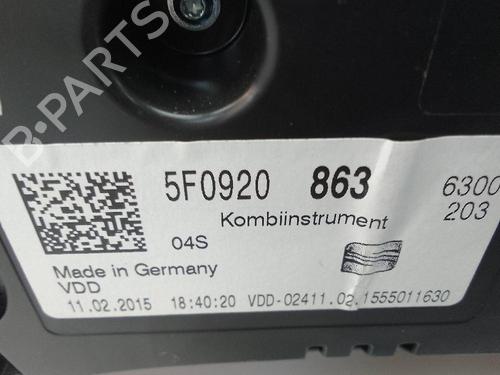 B-PARTS
5F0920 863 6300
Kombiinstrument 203
04S
Made in Germany
VDD
11.02.2015 18:40:20 VDD-02411.02.1555011630